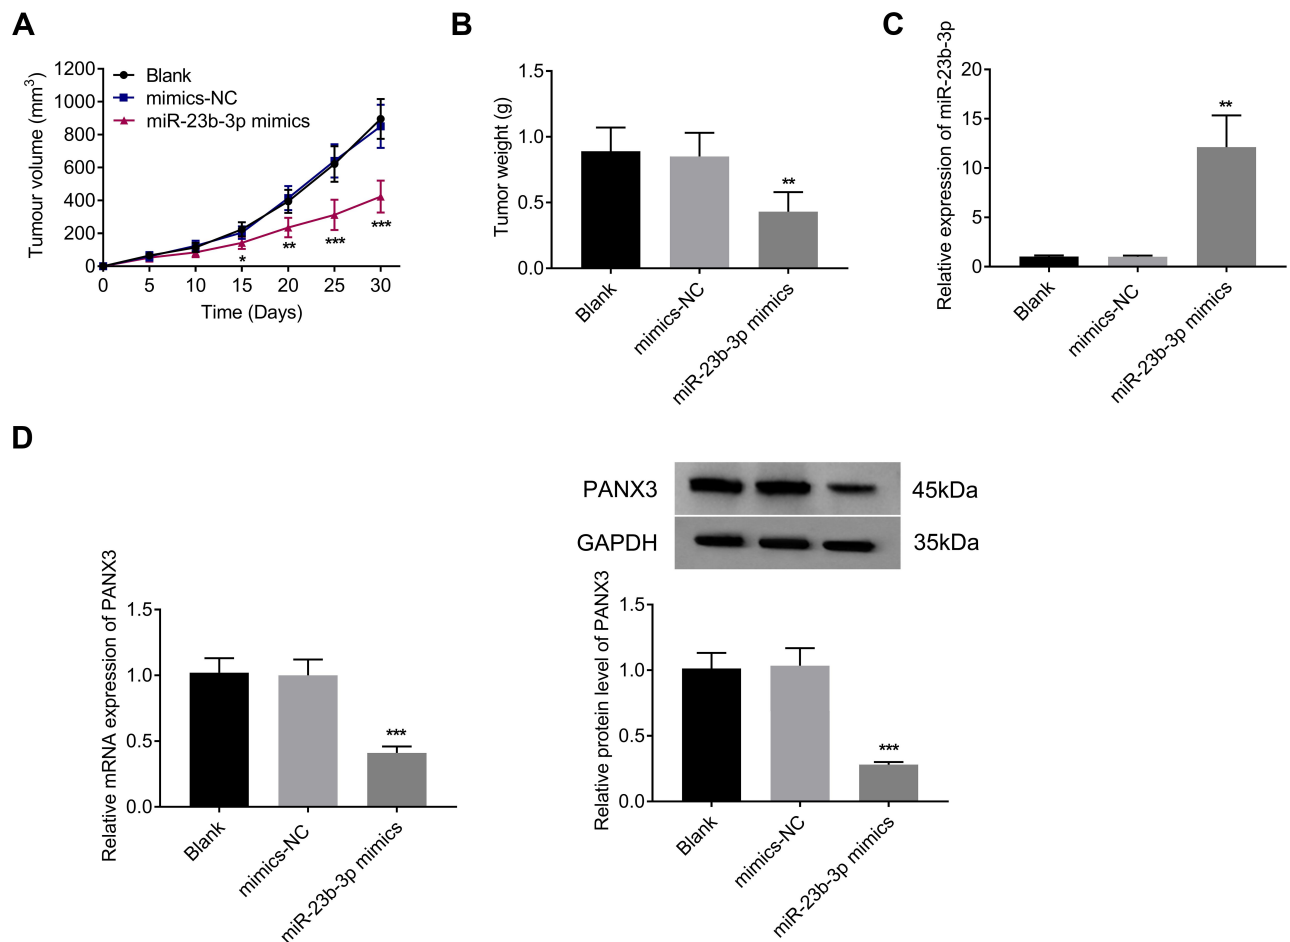 A
Tumour volume (mm³)
1200
1000
800
600
400
200
0
Blank
mimics-NC
miR-23b-3p mimics
*
**
***
***
0 5 10 15 20 25 30
Time (Days)
B
Tumor weight (g)
1.5
1.0
0.5
0.0
**
Blank
mimics-NC
miR-23b-3p mimics
C
Relative expression of miR-23b-3p
20
15
10
5
0
**
Blank
mimics-NC
miR-23b-3p mimics
D
Relative mRNA expression of PANX3
1.5
1.0
0.5
0.0
***
Blank
mimics-NC
miR-23b-3p mimics
PANX3 45kDa
GAPDH 35kDa
Relative protein level of PANX3
1.5
1.0
0.5
0.0
***
Blank
mimics-NC
miR-23b-3p mimics